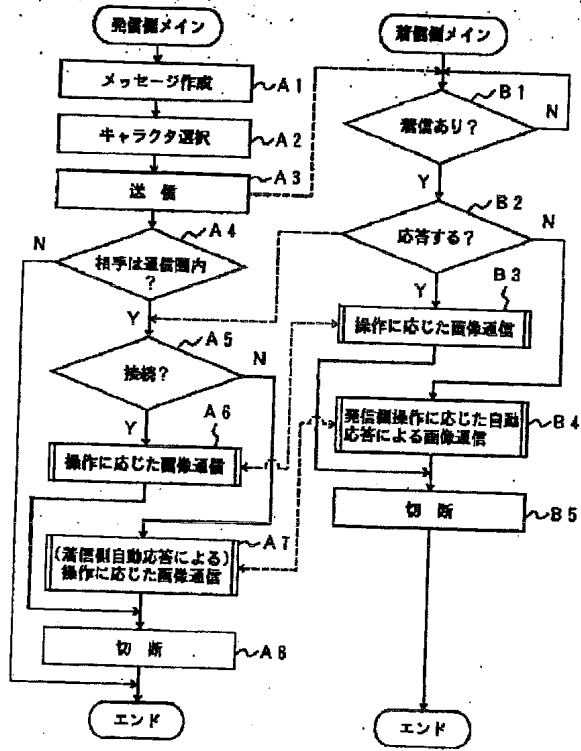 発信側メイン
メッセージ作成
A1
キャラクタ選択
A2
A3
送 信
A4
N
相手は通信圏内
?
Y
A5
接続?
N
Y
A6
操作に応じた画像通信
A7
(着信側自動応答による)
操作に応じた画像通信
切 断
A8
エンド
着信側メイン
B1
N
着信あり?
Y
B2
N
応答する?
Y
B3
操作に応じた画像通信
発信側操作に応じた自動
応答による画像通信
B4
切 断
B5
エンド